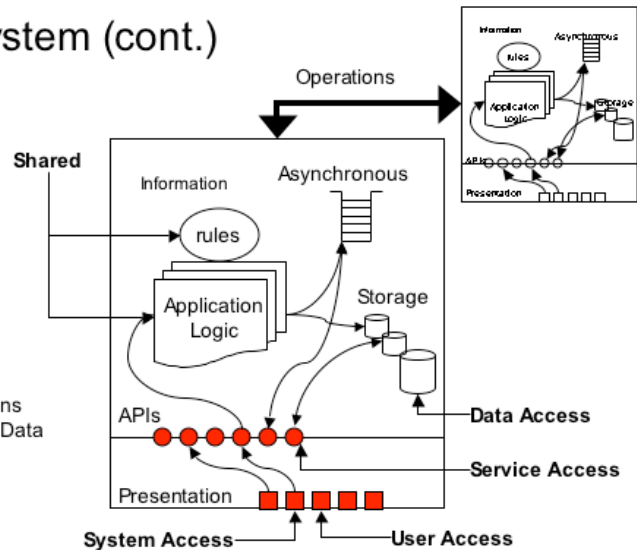 ystem (cont.)
Operations
Shared
Information
Asynchronous
rules
Application
Logic
Storage
APIs
ns
Data
Presentation
Data Access
Service Access
System Access
User Access
Information
Asynchronous
rules
Application
Logic
Storage
APIs
Presentation